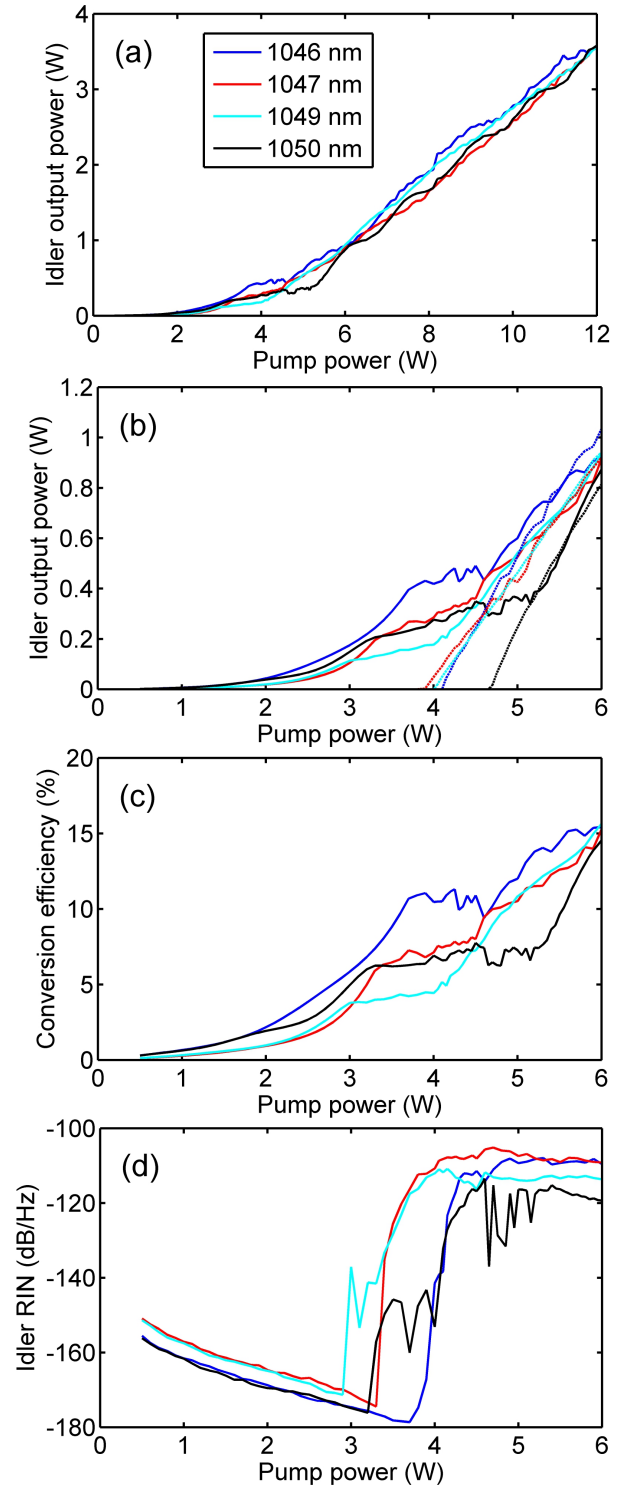 (a)
1046 nm
1047 nm
1049 nm
1050 nm
Idler output power (W)
4
3
2
1
0
0 2 4 6 8 10 12
Pump power (W)
(b)
Idler output power (W)
1.2
1
0.8
0.6
0.4
0.2
0
0 1 2 3 4 5 6
Pump power (W)
(c)
Conversion efficiency (%)
20
15
10
5
0
0 1 2 3 4 5 6
Pump power (W)
(d)
Idler RIN (dB/Hz)
-100
-120
-140
-160
-180
0 1 2 3 4 5 6
Pump power (W)